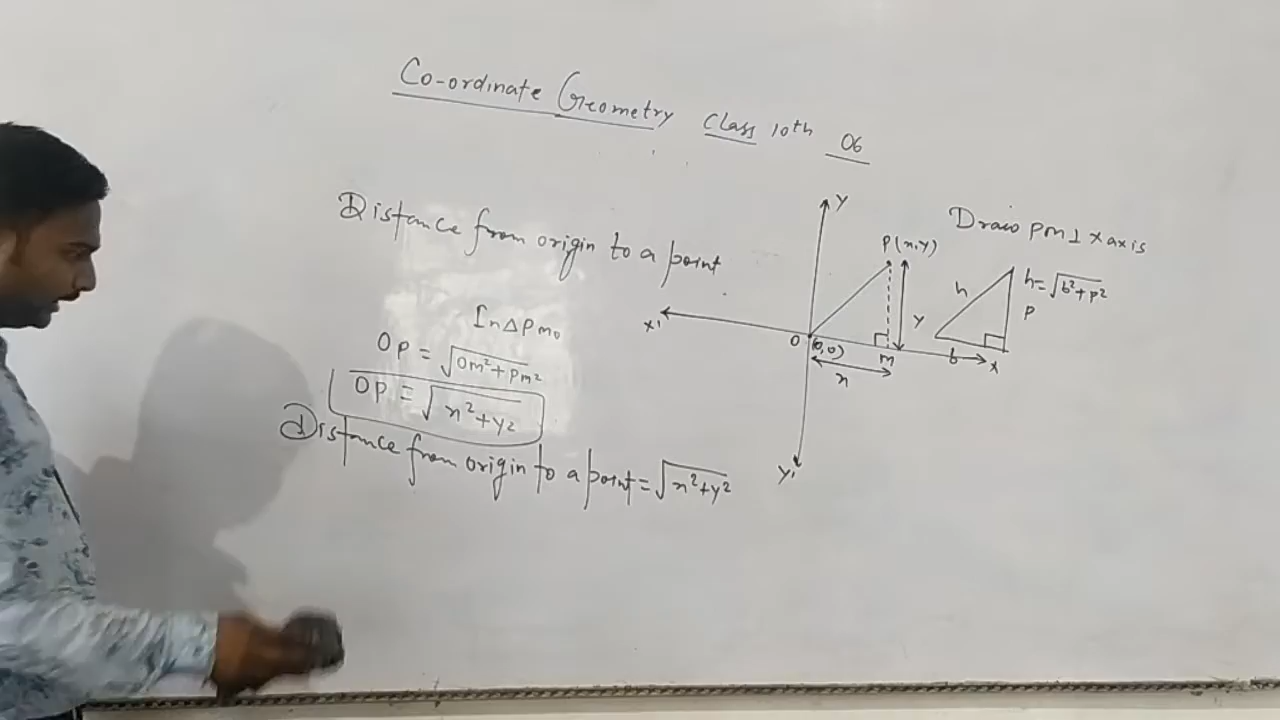 Co-ordinate Geometry Class 10th 06
Distance from origin to a point
In △PMO
OP = √OM²+PM²
OP = √x²+y²
Distance from origin to a point = √x²+y²
Y
P(x,y)
X'
O (0,0)
M
X
x
y
Y'
Draw PM ⊥ X axis
h
h=√b²+p²
P
b